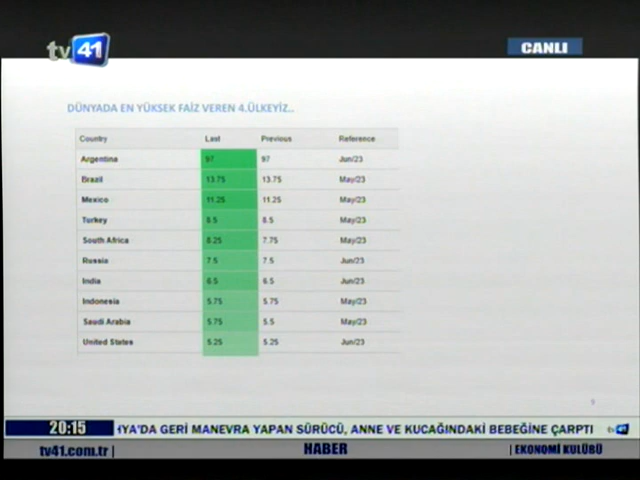 tv41
CANLI
DÜNYADA EN YÜKSEK FAİZ VEREN 4.ÜLKEYİZ..
Country Last Previous Reference
Argentina 97 97 Jun/23
Brazil 13.75 13.75 May/23
Mexico 11.25 11.25 May/23
Turkey 8.5 8.5 May/23
South Africa 8.25 7.75 May/23
Russia 7.5 7.5 Jun/23
India 6.5 6.5 Jun/23
Indonesia 5.75 5.75 May/23
Saudi Arabia 5.75 5.5 May/23
United States 5.25 5.25 Jun/23
9
20:15 YA'DA GERİ MANEVRA YAPAN SÜRÜCÜ, ANNE VE KUCAĞINDAKİ BEBEĞİNE ÇARPTI tv41
tv41.com.tr | HABER | EKONOMİ KULÜBÜ